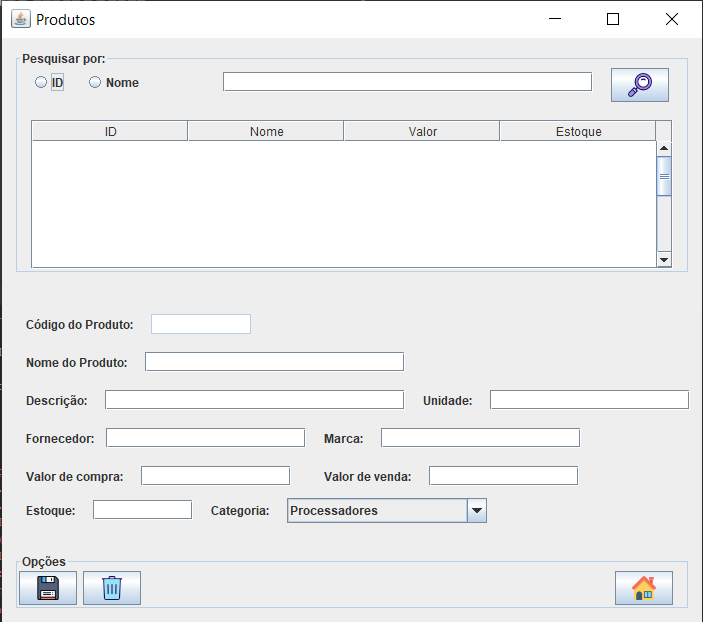 Produtos
Pesquisar por:
ID Nome
ID Nome Valor Estoque
Código do Produto:
Nome do Produto:
Descrição: Unidade:
Fornecedor: Marca:
Valor de compra: Valor de venda:
Estoque: Categoria: Processadores
Opções